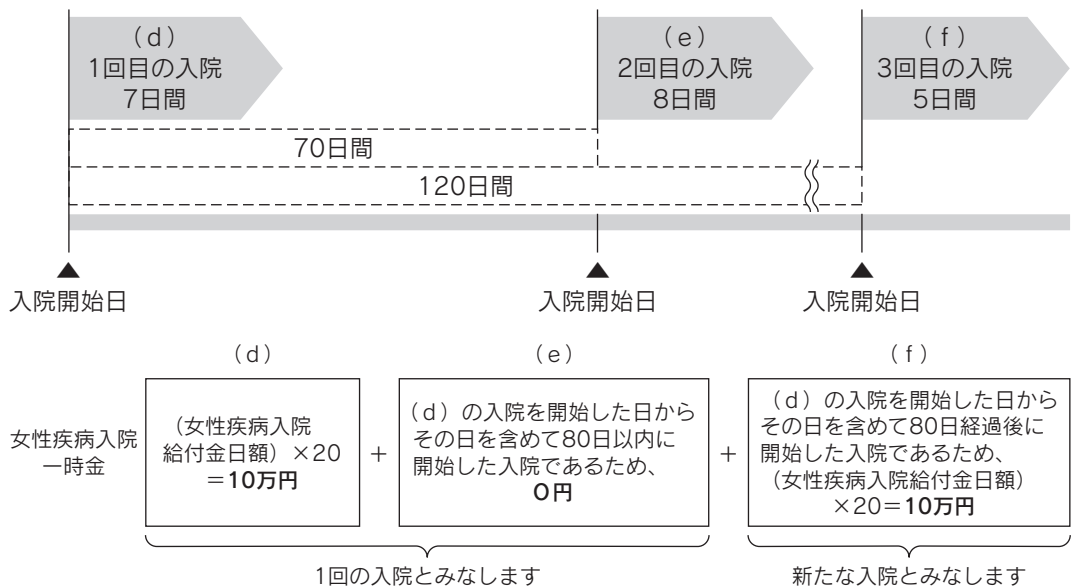 （ｄ）
1回目の入院
7日間
（ｅ）
2回目の入院
8日間
（ｆ）
3回目の入院
5日間
70日間
120日間
入院開始日
入院開始日
入院開始日
（ｄ）
（ｅ）
（ｆ）
女性疾病入院
一時金
（女性疾病入院
給付金日額）×20
＝10万円
＋
（ｄ）の入院を開始した日から
その日を含めて80日以内に
開始した入院であるため、
0円
＋
（ｄ）の入院を開始した日から
その日を含めて80日経過後に
開始した入院であるため、
（女性疾病入院給付金日額）
×20＝10万円
1回の入院とみなします
新たな入院とみなします